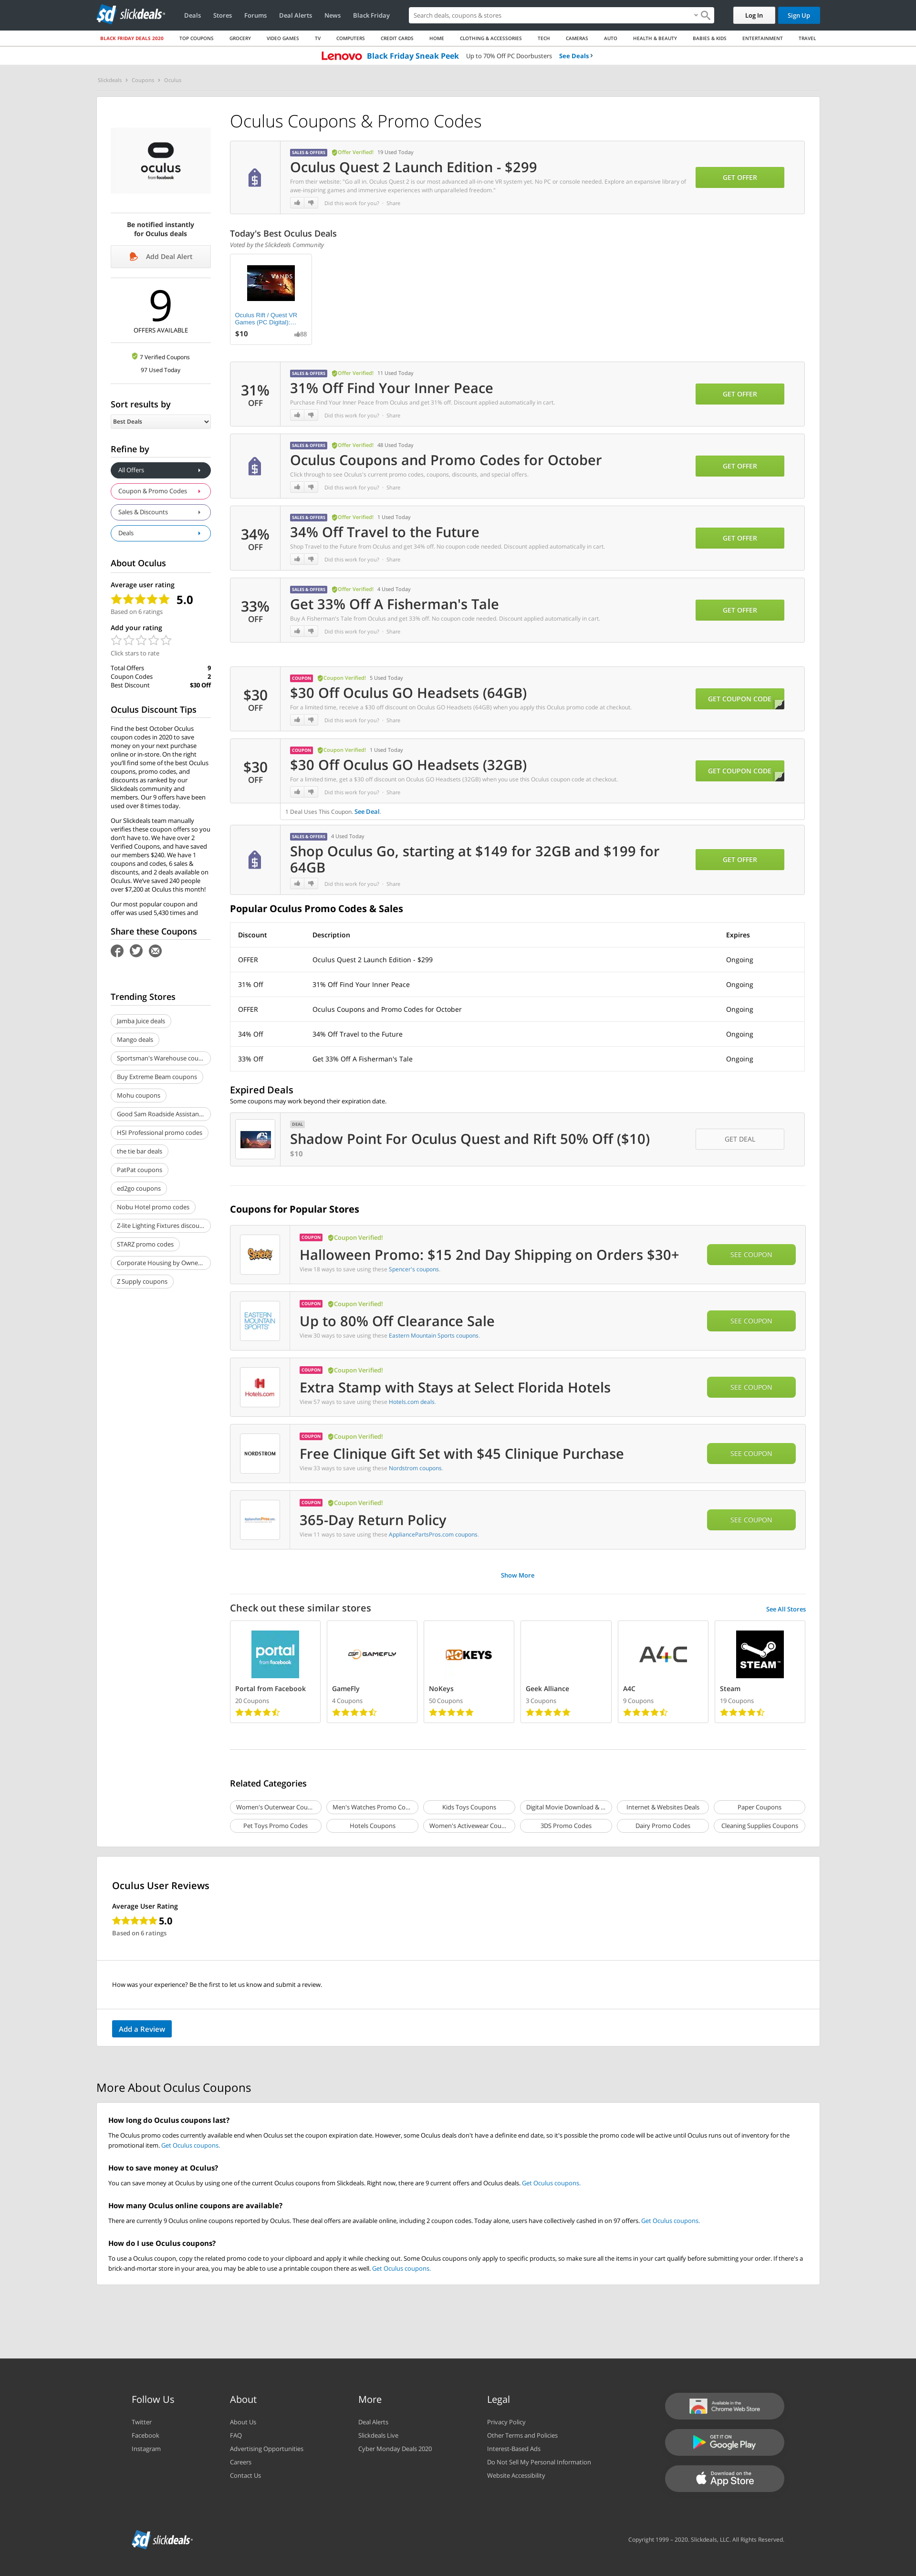 sd slickdeals
Deals Stores Forums Deal Alerts News Black Friday
Search deals, coupons & stores
Log In
Sign Up
BLACK FRIDAY DEALS 2020 TOP COUPONS GROCERY VIDEO GAMES TV COMPUTERS CREDIT CARDS HOME CLOTHING & ACCESSORIES TECH CAMERAS AUTO HEALTH & BEAUTY BABIES & KIDS ENTERTAINMENT TRAVEL
Lenovo Black Friday Sneak Peek Up to 70% Off PC Doorbusters See Deals
Slickdeals Coupons Oculus
oculus
from facebook
Be notified instantly
for Oculus deals
Add Deal Alert
9
OFFERS AVAILABLE
7 Verified Coupons
97 Used Today
Sort results by
Best Deals
Refine by
All Offers
Coupon & Promo Codes
Sales & Discounts
Deals
About Oculus
Average user rating
5.0
Based on 6 ratings
Add your rating
Click stars to rate
Total Offers 9
Coupon Codes 2
Best Discount $30 Off
Oculus Discount Tips
Find the best October Oculus
coupon codes in 2020 to save
money on your next purchase
online or in-store. On the right
you'll find some of the best Oculus
coupons, promo codes, and
discounts as ranked by our
Slickdeals community and
members. Our 9 offers have been
used over 8 times today.
Our Slickdeals team manually
verifies these coupon offers so you
don't have to. We have over 2
Verified Coupons, and have saved
our members $240. We have 1
coupons and codes, 6 sales &
discounts, and 2 deals available on
Oculus. We've saved 240 people
over $7,200 at Oculus this month!
Our most popular coupon and
offer was used 5,430 times and
Share these Coupons
Trending Stores
Jamba Juice deals
Mango deals
Sportsman's Warehouse cou...
Buy Extreme Beam coupons
Mohu coupons
Good Sam Roadside Assistan...
HSI Professional promo codes
the tie bar deals
PatPat coupons
ed2go coupons
Nobu Hotel promo codes
Z-lite Lighting Fixtures discou...
STARZ promo codes
Corporate Housing by Owne...
Z Supply coupons
Oculus Coupons & Promo Codes
SALES & OFFERS Offer Verified! 19 Used Today
Oculus Quest 2 Launch Edition - $299
From their website: "Go all in. Oculus Quest 2 is our most advanced all-in-one VR system yet. No PC or console needed. Explore an expansive library of
awe-inspiring games and immersive experiences with unparalleled freedom."
Did this work for you? · Share
GET OFFER
Today's Best Oculus Deals
Voted by the Slickdeals Community
WANDS
Oculus Rift / Quest VR
Games (PC Digital):...
$10 88
31%
OFF
SALES & OFFERS Offer Verified! 11 Used Today
31% Off Find Your Inner Peace
Purchase Find Your Inner Peace from Oculus and get 31% off. Discount applied automatically in cart.
Did this work for you? · Share
GET OFFER
SALES & OFFERS Offer Verified! 48 Used Today
Oculus Coupons and Promo Codes for October
Click through to see Oculus's current promo codes, coupons, discounts, and special offers.
Did this work for you? · Share
GET OFFER
34%
OFF
SALES & OFFERS Offer Verified! 1 Used Today
34% Off Travel to the Future
Shop Travel to the Future from Oculus and get 34% off. No coupon code needed. Discount applied automatically in cart.
Did this work for you? · Share
GET OFFER
33%
OFF
SALES & OFFERS Offer Verified! 4 Used Today
Get 33% Off A Fisherman's Tale
Buy A Fisherman's Tale from Oculus and get 33% off. No coupon code needed. Discount applied automatically in cart.
Did this work for you? · Share
GET OFFER
$30
OFF
COUPON Coupon Verified! 5 Used Today
$30 Off Oculus GO Headsets (64GB)
For a limited time, receive a $30 off discount on Oculus GO Headsets (64GB) when you apply this Oculus promo code at checkout.
Did this work for you? · Share
GET COUPON CODE
$30
OFF
COUPON Coupon Verified! 1 Used Today
$30 Off Oculus GO Headsets (32GB)
For a limited time, get a $30 off discount on Oculus GO Headsets (32GB) when you use this Oculus coupon code at checkout.
Did this work for you? · Share
GET COUPON CODE
1 Deal Uses This Coupon. See Deal.
SALES & OFFERS 4 Used Today
Shop Oculus Go, starting at $149 for 32GB and $199 for
64GB
Did this work for you? · Share
GET OFFER
Popular Oculus Promo Codes & Sales
Discount Description Expires
OFFER Oculus Quest 2 Launch Edition - $299 Ongoing
31% Off 31% Off Find Your Inner Peace Ongoing
OFFER Oculus Coupons and Promo Codes for October Ongoing
34% Off 34% Off Travel to the Future Ongoing
33% Off Get 33% Off A Fisherman's Tale Ongoing
Expired Deals
Some coupons may work beyond their expiration date.
DEAL
Shadow Point For Oculus Quest and Rift 50% Off ($10)
$10
GET DEAL
Coupons for Popular Stores
Spencer's
COUPON Coupon Verified!
Halloween Promo: $15 2nd Day Shipping on Orders $30+
View 18 ways to save using these Spencer's coupons.
SEE COUPON
EASTERN
MOUNTAIN
SPORTS
COUPON Coupon Verified!
Up to 80% Off Clearance Sale
View 30 ways to save using these Eastern Mountain Sports coupons.
SEE COUPON
Hotels.com
COUPON Coupon Verified!
Extra Stamp with Stays at Select Florida Hotels
View 57 ways to save using these Hotels.com deals.
SEE COUPON
NORDSTROM
COUPON Coupon Verified!
Free Clinique Gift Set with $45 Clinique Purchase
View 33 ways to save using these Nordstrom coupons.
SEE COUPON
AppliancePartsPros.com
COUPON Coupon Verified!
365-Day Return Policy
View 11 ways to save using these AppliancePartsPros.com coupons.
SEE COUPON
Show More
Check out these similar stores
See All Stores
portal
from facebook
Portal from Facebook
20 Coupons
GAMEFLY
GameFly
4 Coupons
NOKEYS
NoKeys
50 Coupons
Geek Alliance
3 Coupons
A4C
A4C
9 Coupons
STEAM
Steam
19 Coupons
Related Categories
Women's Outerwear Cou... Men's Watches Promo Co... Kids Toys Coupons Digital Movie Download & ... Internet & Websites Deals Paper Coupons
Pet Toys Promo Codes Hotels Coupons Women's Activewear Cou... 3DS Promo Codes Dairy Promo Codes Cleaning Supplies Coupons
Oculus User Reviews
Average User Rating
5.0
Based on 6 ratings
How was your experience? Be the first to let us know and submit a review.
Add a Review
More About Oculus Coupons
How long do Oculus coupons last?
The Oculus promo codes currently available end when Oculus set the coupon expiration date. However, some Oculus deals don't have a definite end date, so it's possible the promo code will be active until Oculus runs out of inventory for the
promotional item. Get Oculus coupons.
How to save money at Oculus?
You can save money at Oculus by using one of the current Oculus coupons from Slickdeals. Right now, there are 9 current offers and Oculus deals. Get Oculus coupons.
How many Oculus online coupons are available?
There are currently 9 Oculus online coupons reported by Oculus. These deal offers are available online, including 2 coupon codes. Today alone, users have collectively cashed in on 97 offers. Get Oculus coupons.
How do I use Oculus coupons?
To use a Oculus coupon, copy the related promo code to your clipboard and apply it while checking out. Some Oculus coupons only apply to specific products, so make sure all the items in your cart qualify before submitting your order. If there's a
brick-and-mortar store in your area, you may be able to use a printable coupon there as well. Get Oculus coupons.
Follow Us
Twitter
Facebook
Instagram
About
About Us
FAQ
Advertising Opportunities
Careers
Contact Us
More
Deal Alerts
Slickdeals Live
Cyber Monday Deals 2020
Legal
Privacy Policy
Other Terms and Policies
Interest-Based Ads
Do Not Sell My Personal Information
Website Accessibility
Available in the
Chrome Web Store
GET IT ON
Google Play
Download on the
App Store
sd slickdeals
Copyright 1999 - 2020. Slickdeals, LLC. All Rights Reserved.